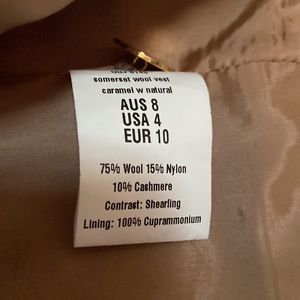 somerset wool vest
caramel w natural
AUS 8
USA 4
EUR 10
75% Wool 15% Nylon
10% Cashmere
Contrast: Shearling
Lining: 100% Cuprammonium